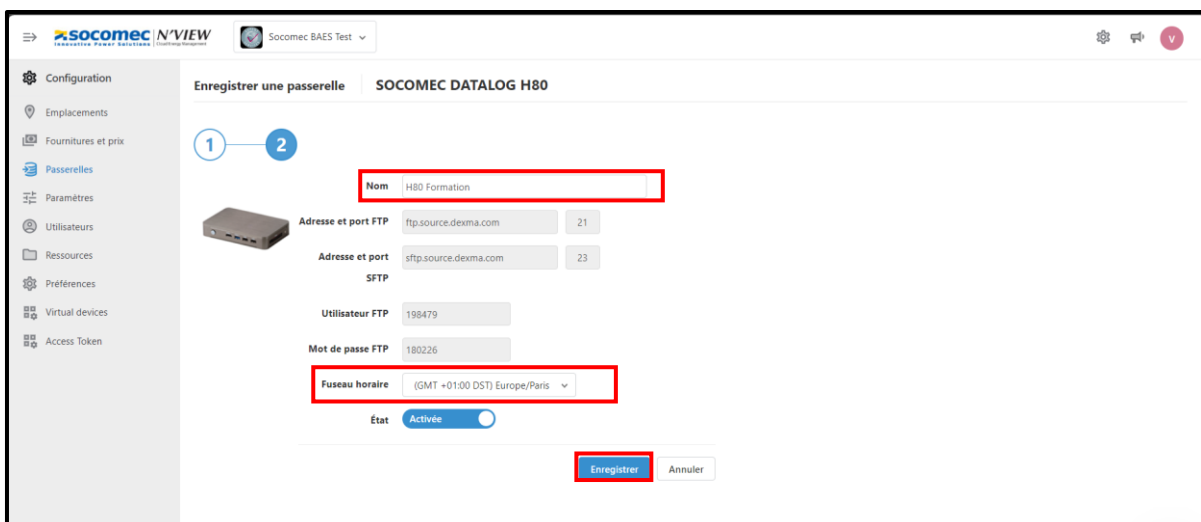 socomec N'VIEW
Innovative Power Solutions
Socomec BAES Test
v
Configuration
Enregistrer une passerelle
SOCOMEC DATALOG H80
Emplacements
Fournitures et prix
Passerelles
Paramètres
Utilisateurs
Ressources
Préférences
Virtual devices
Access Token
1
2
Nom
H80 Formation
Adresse et port FTP
ftp.source.dexma.com
21
Adresse et port
SFTP
sftp.source.dexma.com
23
Utilisateur FTP
198479
Mot de passe FTP
180226
Fuseau horaire
(GMT +01:00 DST) Europe/Paris
État
Activée
Enregistrer
Annuler